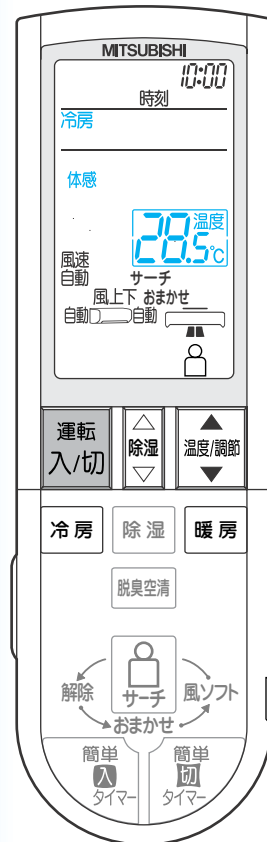 MITSUBISHI
10:00
時刻
冷房
体感
28.5℃ 温度
風速
自動
サーチ
風上下 おまかせ
自動 自動
運転
入/切
除湿
温度/調節
冷房 除湿 暖房
脱臭空清
解除 サーチ 風ソフト
おまかせ
簡単 簡単
入 切
タイマー タイマー